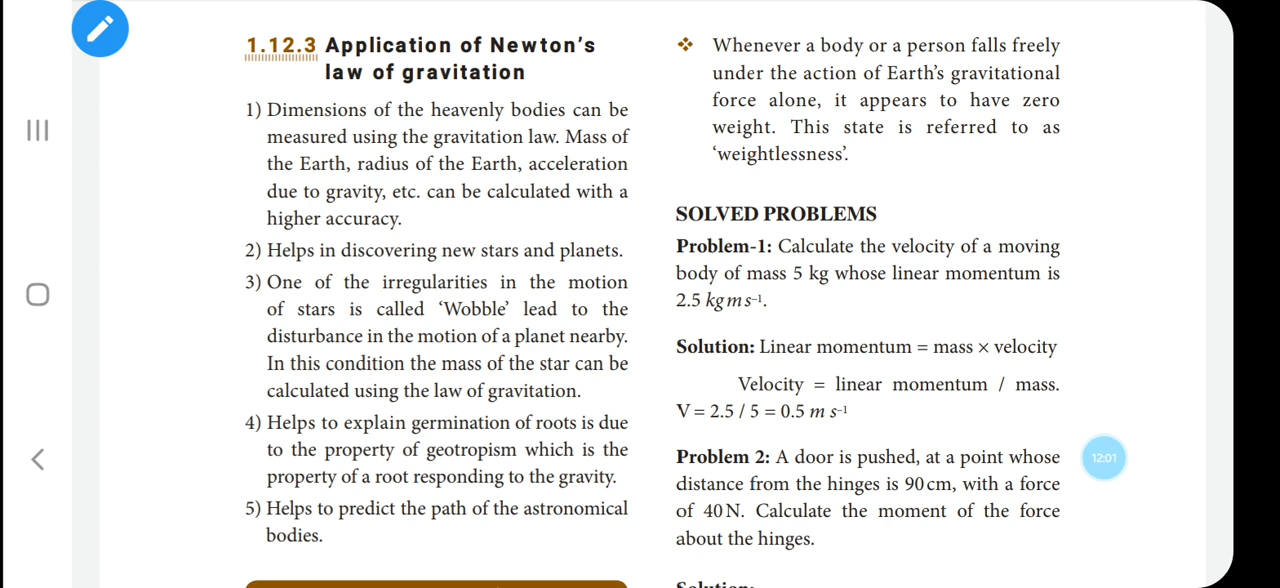 1.12.3 Application of Newton's
law of gravitation
1) Dimensions of the heavenly bodies can be
measured using the gravitation law. Mass of
the Earth, radius of the Earth, acceleration
due to gravity, etc. can be calculated with a
higher accuracy.
2) Helps in discovering new stars and planets.
3) One of the irregularities in the motion
of stars is called ‘Wobble’ lead to the
disturbance in the motion of a planet nearby.
In this condition the mass of the star can be
calculated using the law of gravitation.
4) Helps to explain germination of roots is due
to the property of geotropism which is the
property of a root responding to the gravity.
5) Helps to predict the path of the astronomical
bodies.
❖ Whenever a body or a person falls freely
under the action of Earth’s gravitational
force alone, it appears to have zero
weight. This state is referred to as
‘weightlessness’.
SOLVED PROBLEMS
Problem-1: Calculate the velocity of a moving
body of mass 5 kg whose linear momentum is
2.5 kg m s⁻¹.
Solution: Linear momentum = mass × velocity
Velocity = linear momentum / mass.
V = 2.5 / 5 = 0.5 m s⁻¹
Problem 2: A door is pushed, at a point whose
distance from the hinges is 90 cm, with a force
of 40 N. Calculate the moment of the force
about the hinges.
Solution:
12:01